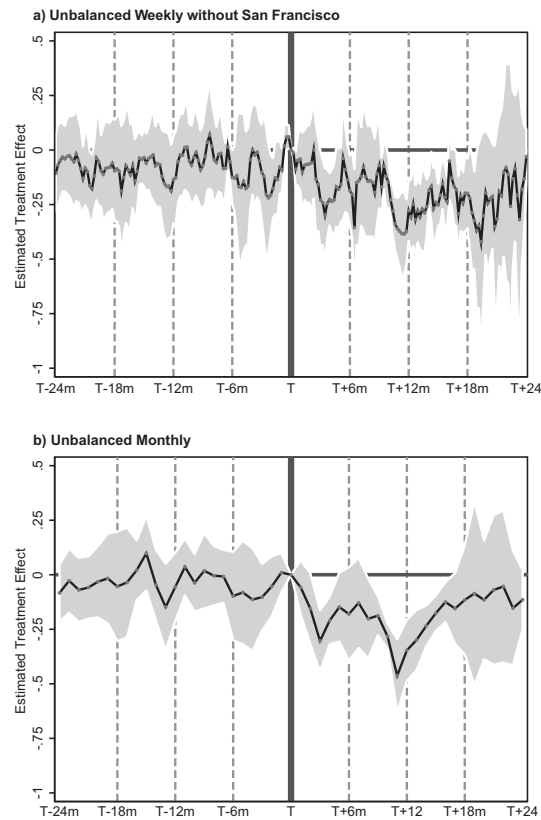 a) Unbalanced Weekly without San Francisco
Estimated Treatment Effect
.5
.25
0
-.25
-.5
-.75
-1
T-24m T-18m T-12m T-6m T T+6m T+12m T+18m T+24
b) Unbalanced Monthly
Estimated Treatment Effect
.5
.25
0
-.25
-.5
-.75
-1
T-24m T-18m T-12m T-6m T T+6m T+12 T+18m T+24